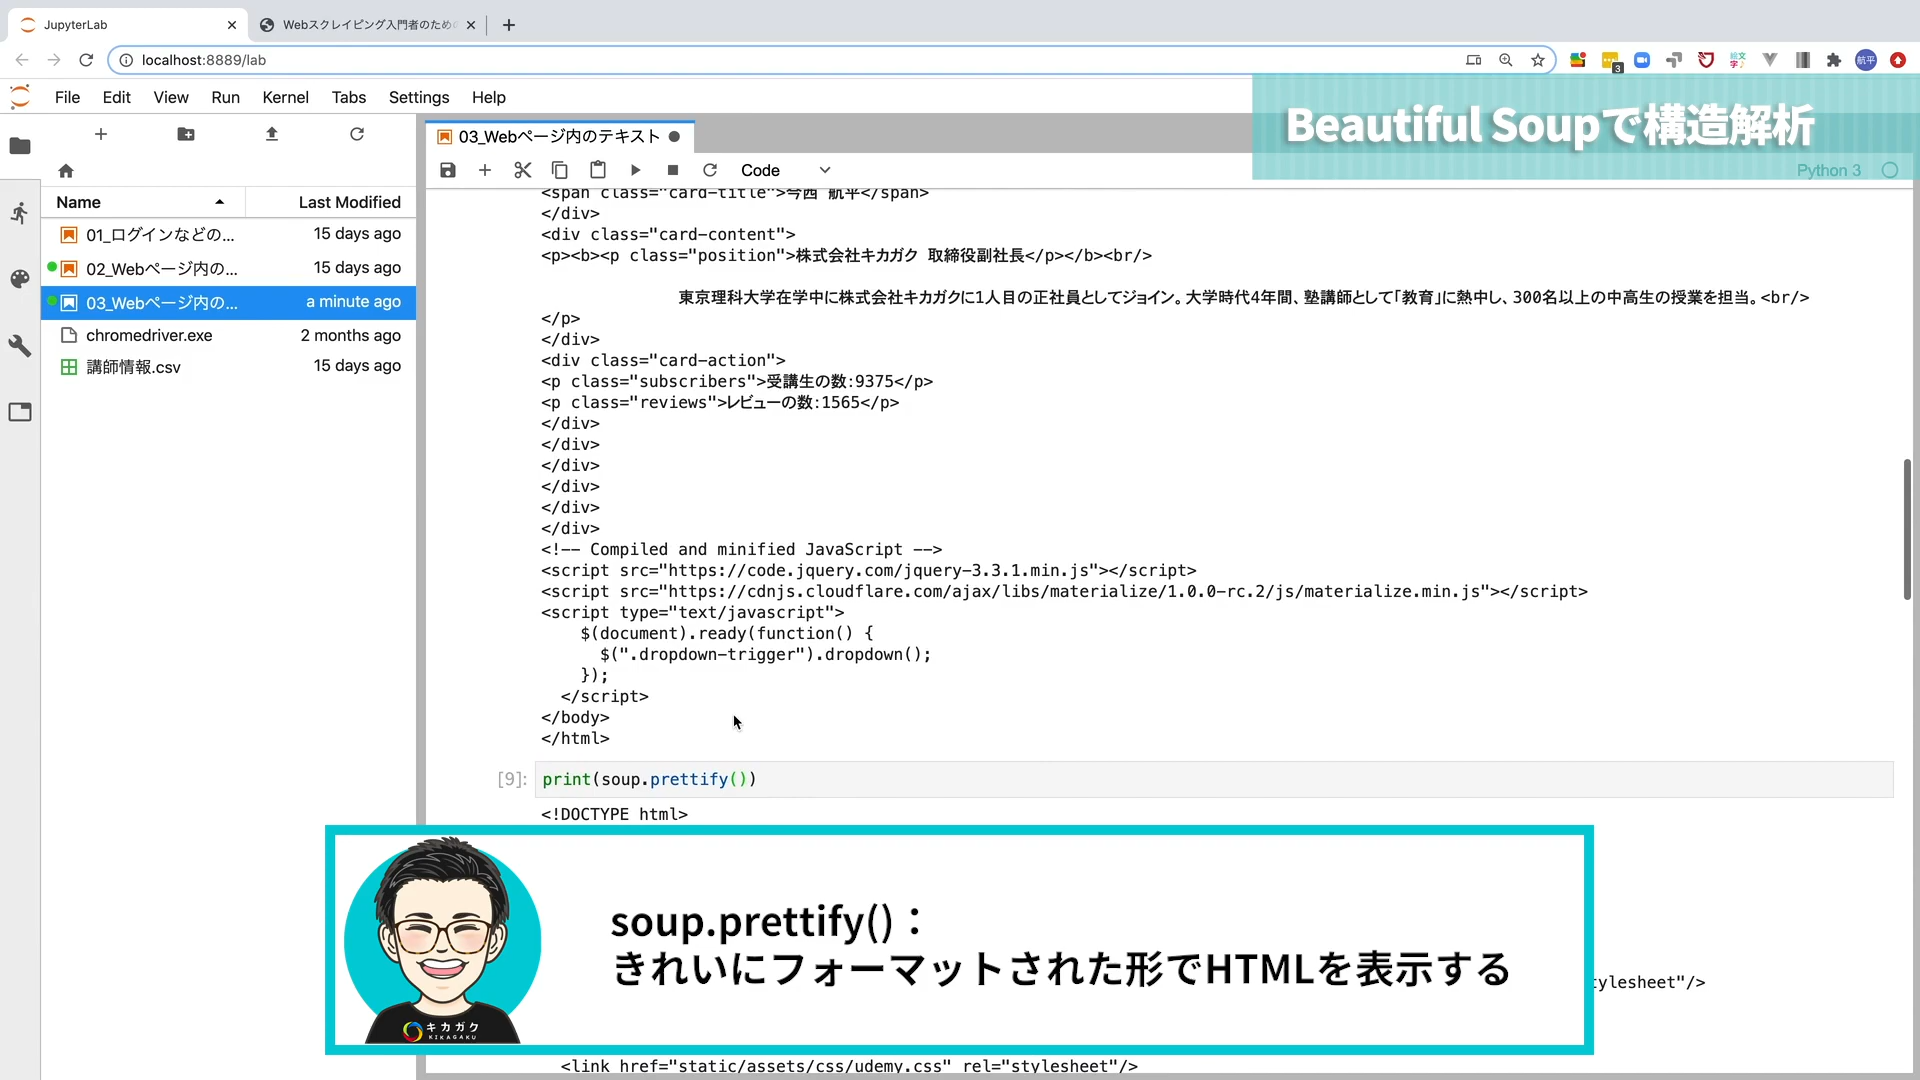 JupyterLab
Webスクレイピング入門者のため
localhost:8889/lab
3
絵文字♪
航平
File Edit View Run Kernel Tabs Settings Help
Beautiful Soupで構造解析
03_Webページ内のテキスト
Code
Python 3
Name Last Modified
01_ログインなどの... 15 days ago
02_Webページ内の... 15 days ago
03_Webページ内の... a minute ago
chromedriver.exe 2 months ago
講師情報.csv 15 days ago
<span class="card-title">今西 航平</span>
</div>
<div class="card-content">
<p><b><p class="position">株式会社キカガク 取締役副社長</p></b><br/>
東京理科大学在学中に株式会社キカガクに1人目の正社員としてジョイン。大学時代4年間、塾講師として「教育」に熱中し、300名以上の中高生の授業を担当。<br/>
</p>
</div>
<div class="card-action">
<p class="subscribers">受講生の数:9375</p>
<p class="reviews">レビューの数:1565</p>
</div>
</div>
</div>
</div>
</div>
</div>
<!-- Compiled and minified JavaScript -->
<script src="https://code.jquery.com/jquery-3.3.1.min.js"></script>
<script src="https://cdnjs.cloudflare.com/ajax/libs/materialize/1.0.0-rc.2/js/materialize.min.js"></script>
<script type="text/javascript">
$(document).ready(function() {
$(".dropdown-trigger").dropdown();
});
</script>
</body>
</html>
[9]: print(soup.prettify())
<!DOCTYPE html>
soup.prettify()：
きれいにフォーマットされた形でHTMLを表示する
キカガク
KIKAGAKU
tylesheet"/>
<link href="static/assets/css/udemy.css" rel="stylesheet"/>